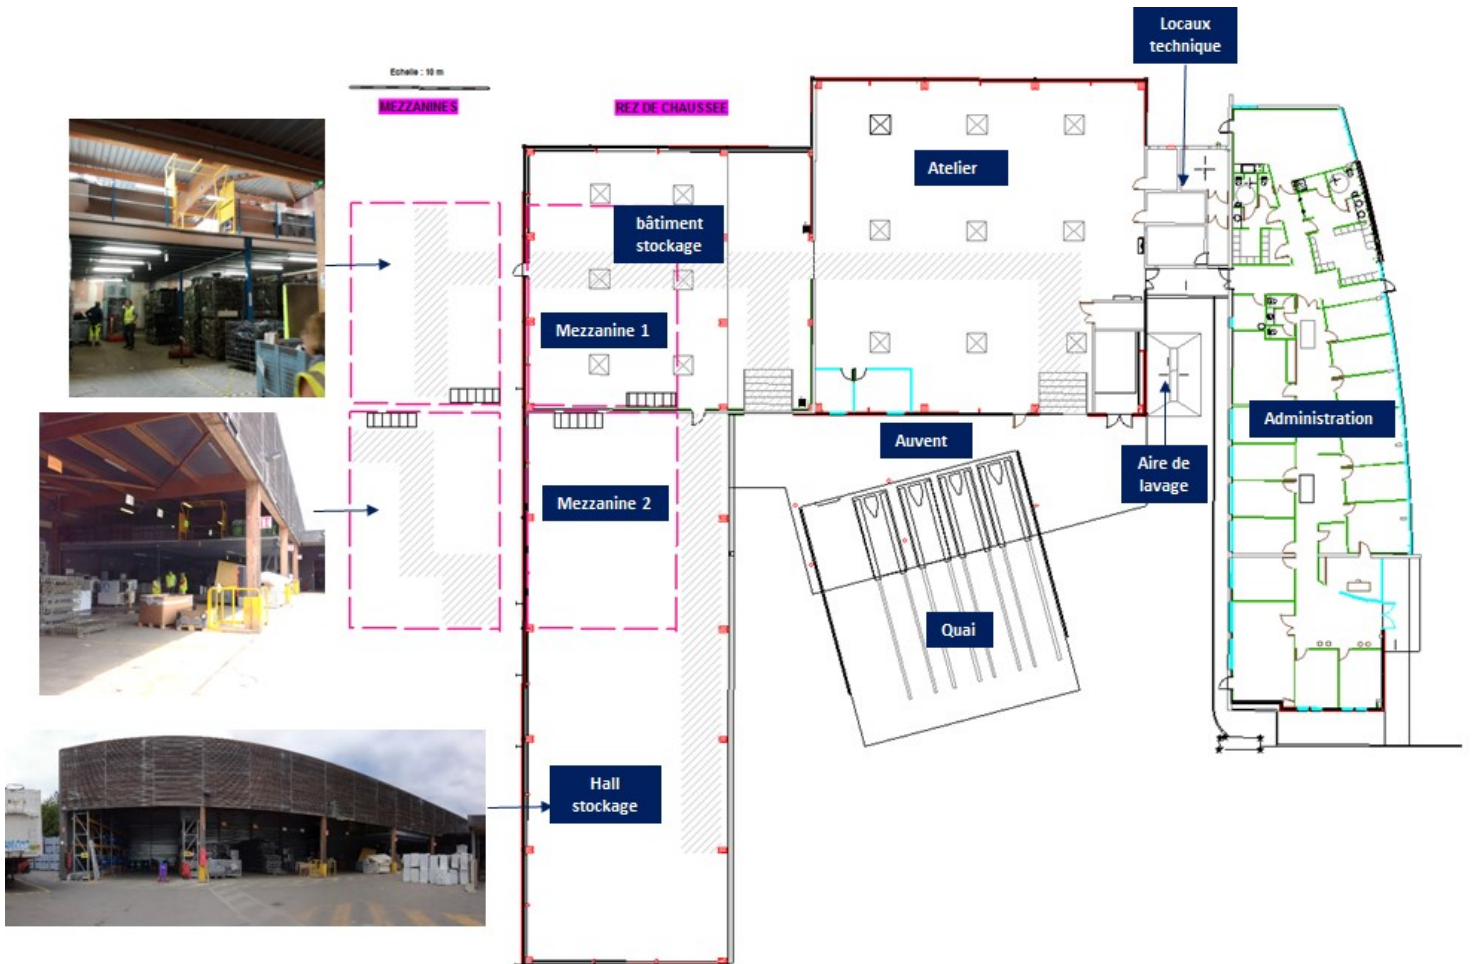 Locaux
technique
Echelle : 10 m
MEZZANINES
REZ DE CHAUSSEE
Atelier
bâtiment
stockage
Mezzanine 1
Administration
Auvent
Aire de
lavage
Mezzanine 2
Quai
Hall
stockage